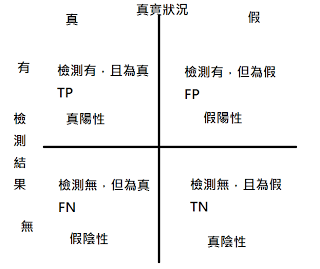 真實狀況
真
假
有
檢測有，且為真
TP
真陽性
檢測有，但為假
FP
假陽性
檢測結果
檢測無，但為真
FN
假陰性
檢測無，且為假
TN
真陰性
無